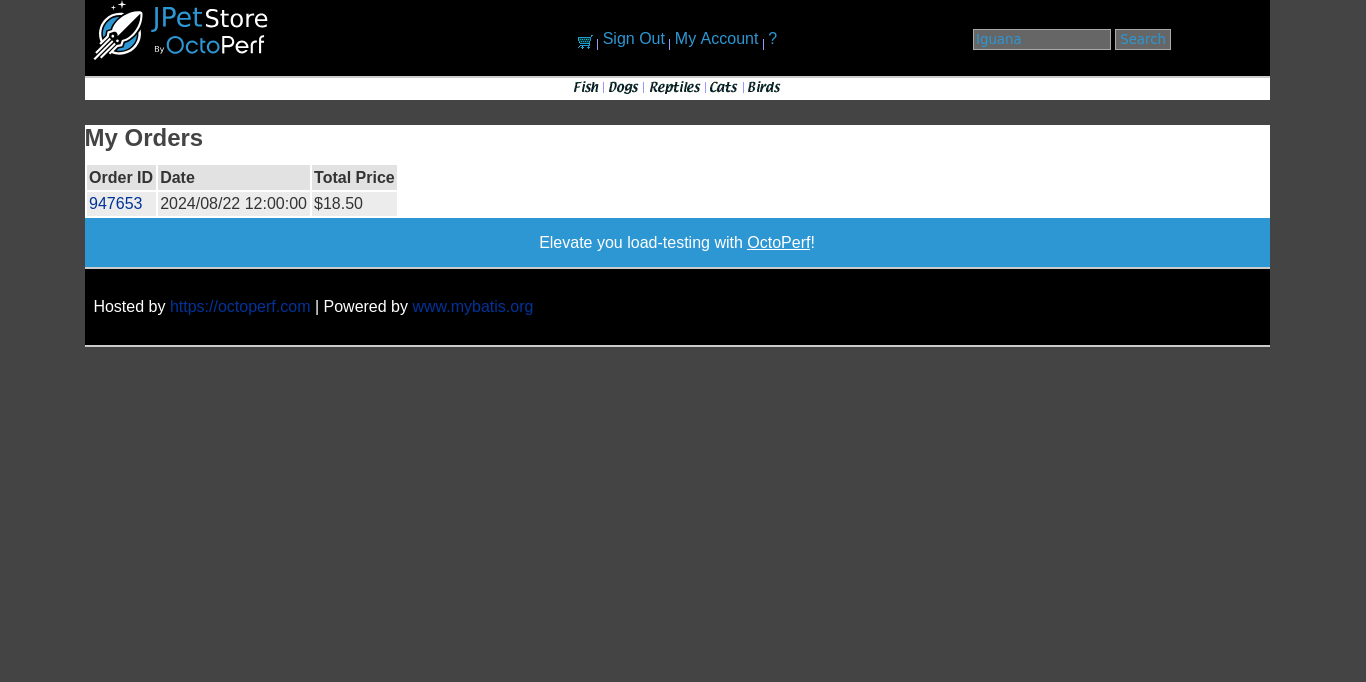 JPetStore
By OctoPerf
Sign Out | My Account | ?
Iguana Search
Fish | Dogs | Reptiles | Cats | Birds
My Orders
Order ID Date Total Price
947653 2024/08/22 12:00:00 $18.50
Elevate you load-testing with OctoPerf!
Hosted by https://octoperf.com | Powered by www.mybatis.org